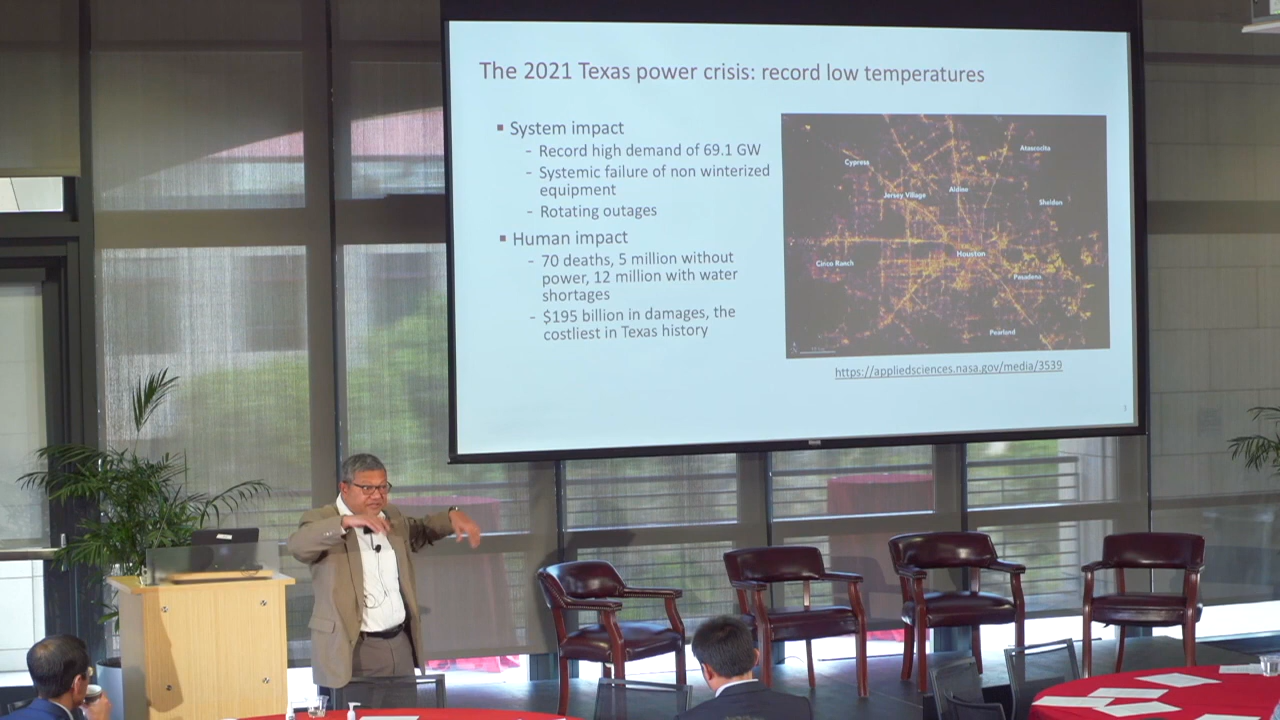 The 2021 Texas power crisis: record low temperatures
▪ System impact
- Record high demand of 69.1 GW
- Systemic failure of non winterized
equipment
- Rotating outages
▪ Human impact
- 70 deaths, 5 million without
power, 12 million with water
shortages
- $195 billion in damages, the
costliest in Texas history
Atascocita
Cypress
Aldine
Jersey Village
Sheldon
Houston
Cinco Ranch
Pasadena
Pearland
https://appliedsciences.nasa.gov/media/3539